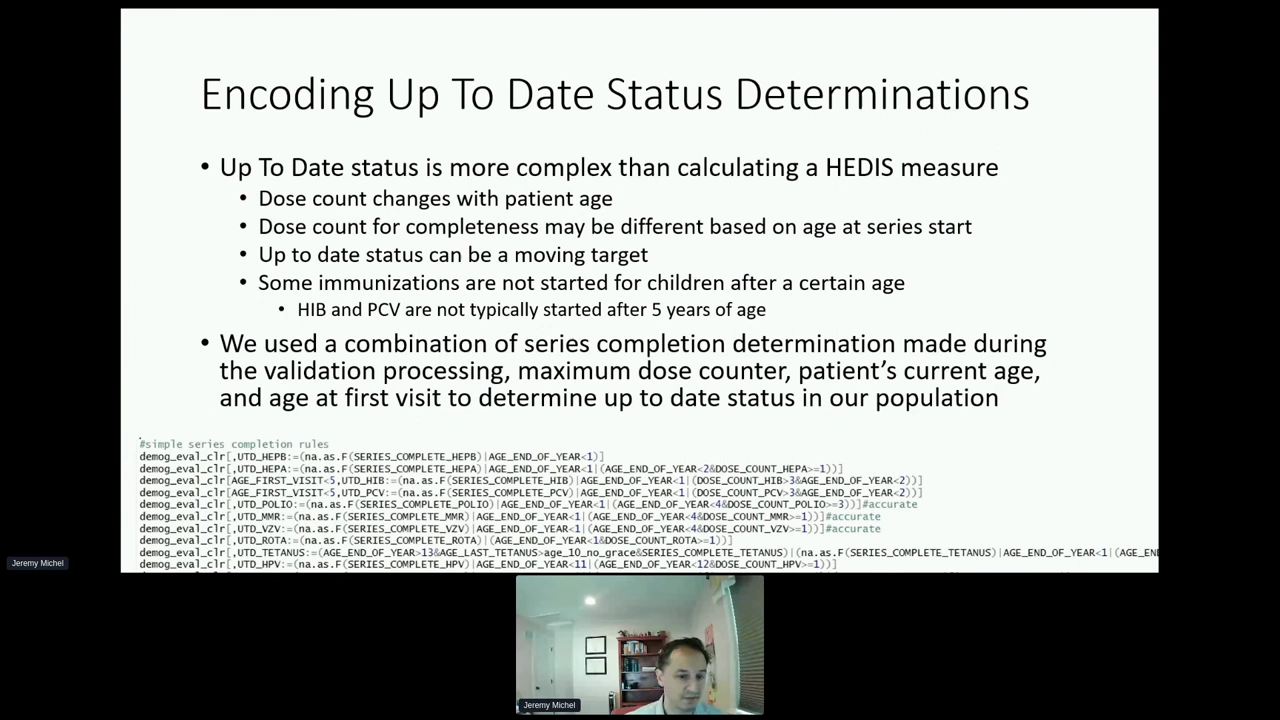 Encoding Up To Date Status Determinations
• Up To Date status is more complex than calculating a HEDIS measure
• Dose count changes with patient age
• Dose count for completeness may be different based on age at series start
• Up to date status can be a moving target
• Some immunizations are not started for children after a certain age
• HIB and PCV are not typically started after 5 years of age
• We used a combination of series completion determination made during
the validation processing, maximum dose counter, patient's current age,
and age at first visit to determine up to date status in our population
#simple series completion rules
demog_eval_clr[,UTD_HEPB:=(na.as.F(SERIES_COMPLETE_HEPB)|AGE_END_OF_YEAR<1)]
demog_eval_clr[,UTD_HEPA:=(na.as.F(SERIES_COMPLETE_HEPA)|AGE_END_OF_YEAR<1|(AGE_END_OF_YEAR<2&DOSE_COUNT_HEPA>=1))]
demog_eval_clr[AGE_FIRST_VISIT<5,UTD_HIB:=(na.as.F(SERIES_COMPLETE_HIB)|AGE_END_OF_YEAR<1|(DOSE_COUNT_HIB>3&AGE_END_OF_YEAR<2))]
demog_eval_clr[AGE_FIRST_VISIT<5,UTD_PCV:=(na.as.F(SERIES_COMPLETE_PCV)|AGE_END_OF_YEAR<1|(DOSE_COUNT_PCV>3&AGE_END_OF_YEAR<2))]
demog_eval_clr[,UTD_POLIO:=(na.as.F(SERIES_COMPLETE_POLIO)|AGE_END_OF_YEAR<1|(AGE_END_OF_YEAR<4&DOSE_COUNT_POLIO>=3))]#accurate
demog_eval_clr[,UTD_MMR:=(na.as.F(SERIES_COMPLETE_MMR)|AGE_END_OF_YEAR<1|(AGE_END_OF_YEAR<4&DOSE_COUNT_MMR>=1))]#accurate
demog_eval_clr[,UTD_VZV:=(na.as.F(SERIES_COMPLETE_VZV)|AGE_END_OF_YEAR<1|(AGE_END_OF_YEAR<4&DOSE_COUNT_VZV>=1))]#accurate
demog_eval_clr[,UTD_ROTA:=(na.as.F(SERIES_COMPLETE_ROTA)|(AGE_END_OF_YEAR<1&DOSE_COUNT_ROTA>=1))]
demog_eval_clr[,UTD_TETANUS:=(AGE_END_OF_YEAR>13&AGE_LAST_TETANUS>age_10_no_grace&SERIES_COMPLETE_TETANUS)|(na.as.F(SERIES_COMPLETE_TETANUS)|AGE_END_OF_YEAR<1|(AGE_EN
demog_eval_clr[,UTD_HPV:=(na.as.F(SERIES_COMPLETE_HPV)|AGE_END_OF_YEAR<11|(AGE_END_OF_YEAR<12&DOSE_COUNT_HPV>=1))]
Jeremy Michel
Jeremy Michel